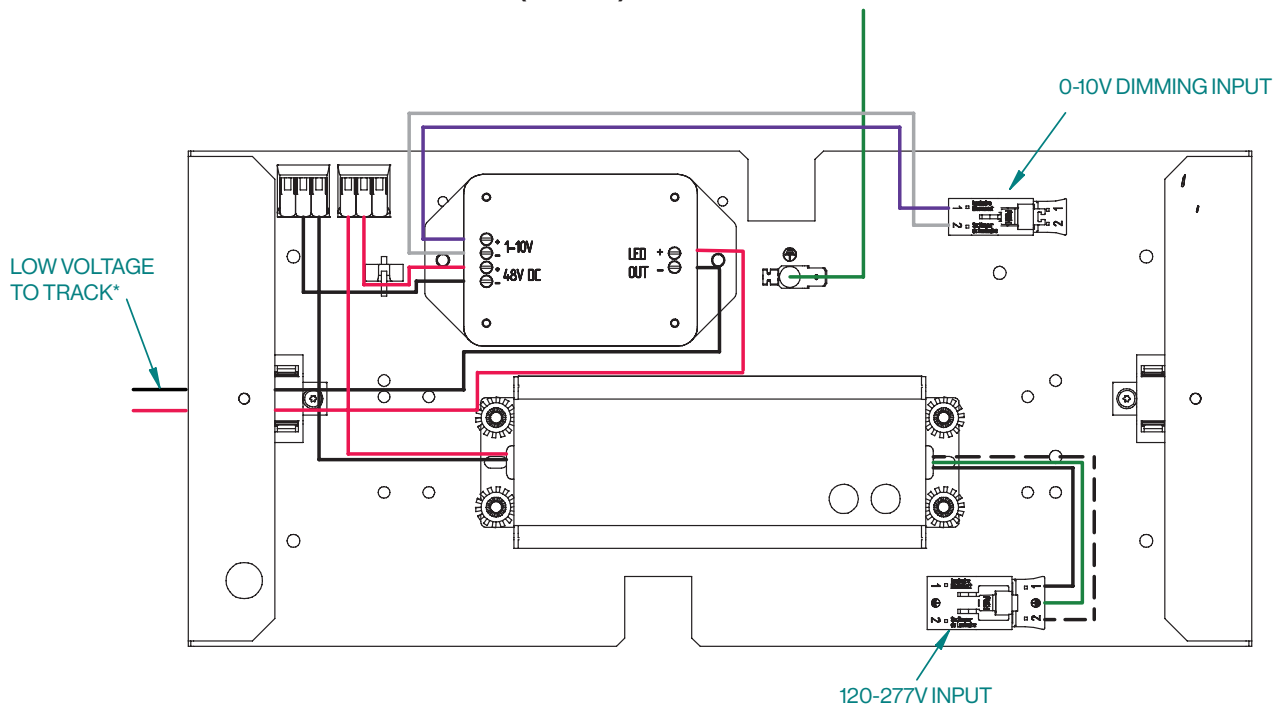 0-10V DIMMING INPUT
LOW VOLTAGE
TO TRACK*
+ 1-10V
-
+ 48V DC
-
LED +
OUT -
1
2
1
2
1
2
1
2
120-277V INPUT